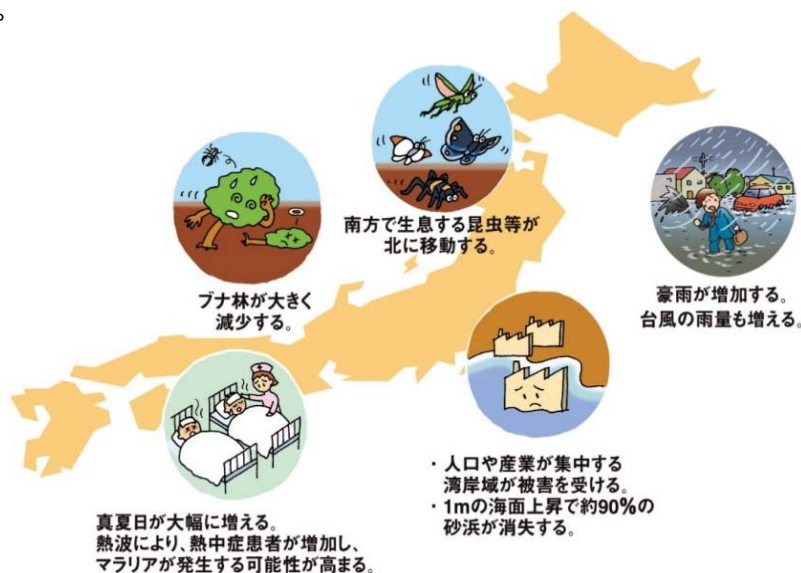 。
南方で生息する昆虫等が
北に移動する。
ブナ林が大きく
減少する。
豪雨が増加する。
台風の雨量も増える。
・人口や産業が集中する
湾岸域が被害を受ける。
・1mの海面上昇で約90%の
砂浜が消失する。
真夏日が大幅に増える。
熱波により、熱中症患者が増加し、
マラリアが発生する可能性が高まる。